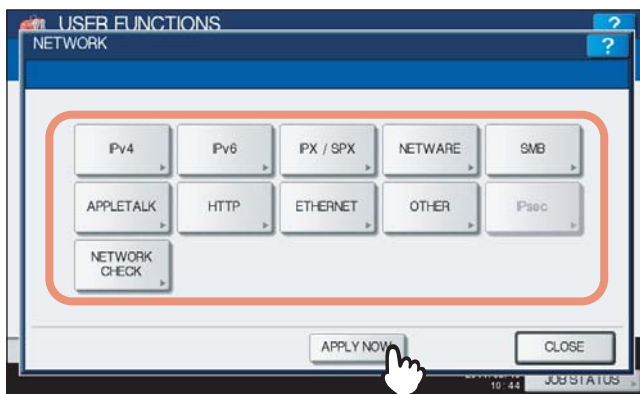 USER FUNCTIONS
?
NETWORK
?
IPv4
IPv6
IPX / SPX
NETWARE
SMB
APPLETALK
HTTP
ETHERNET
OTHER
IPsec
NETWORK
CHECK
APPLY NOW
CLOSE
10:44
JOB STATUS